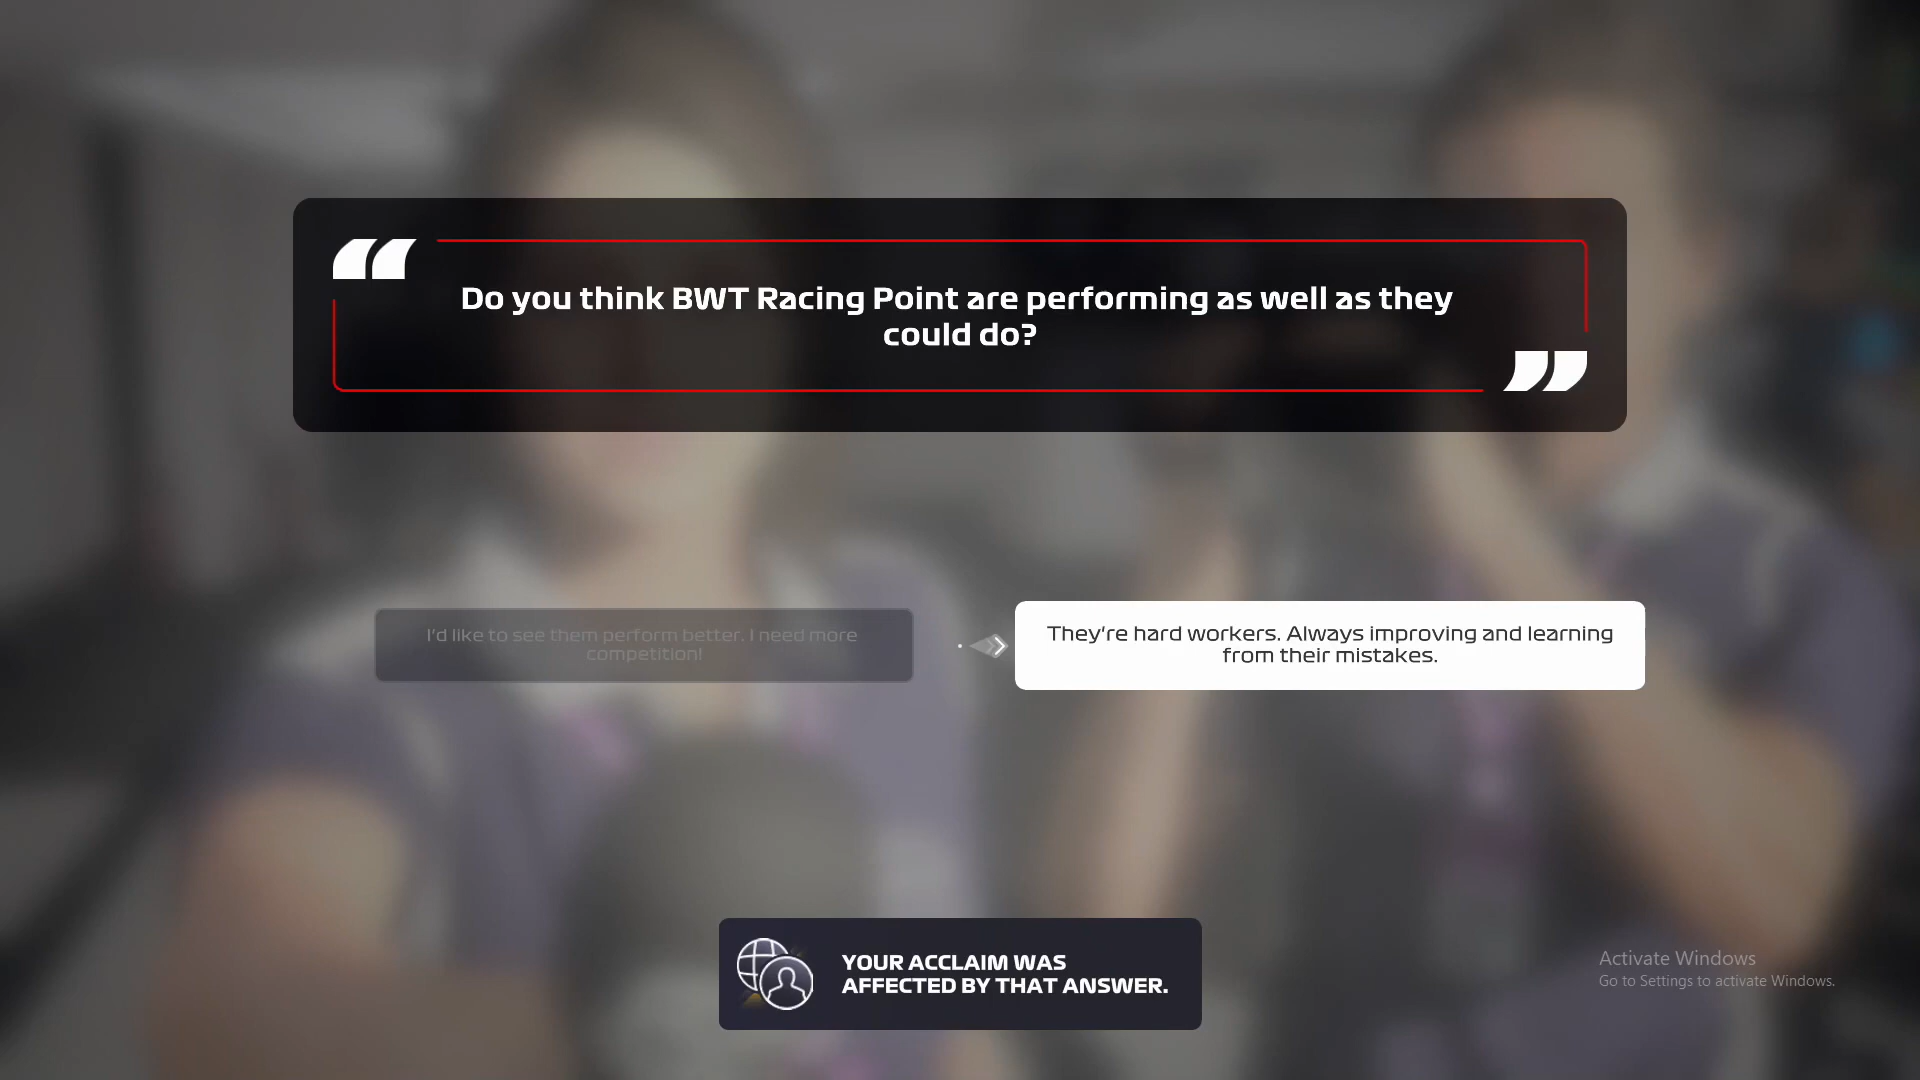 Do you think BWT Racing Point are performing as well as they
could do?
I'd like to see them perform better. I need more
competition!
They're hard workers. Always improving and learning
from their mistakes.
YOUR ACCLAIM WAS
AFFECTED BY THAT ANSWER.
Activate Windows
Go to Settings to activate Windows.